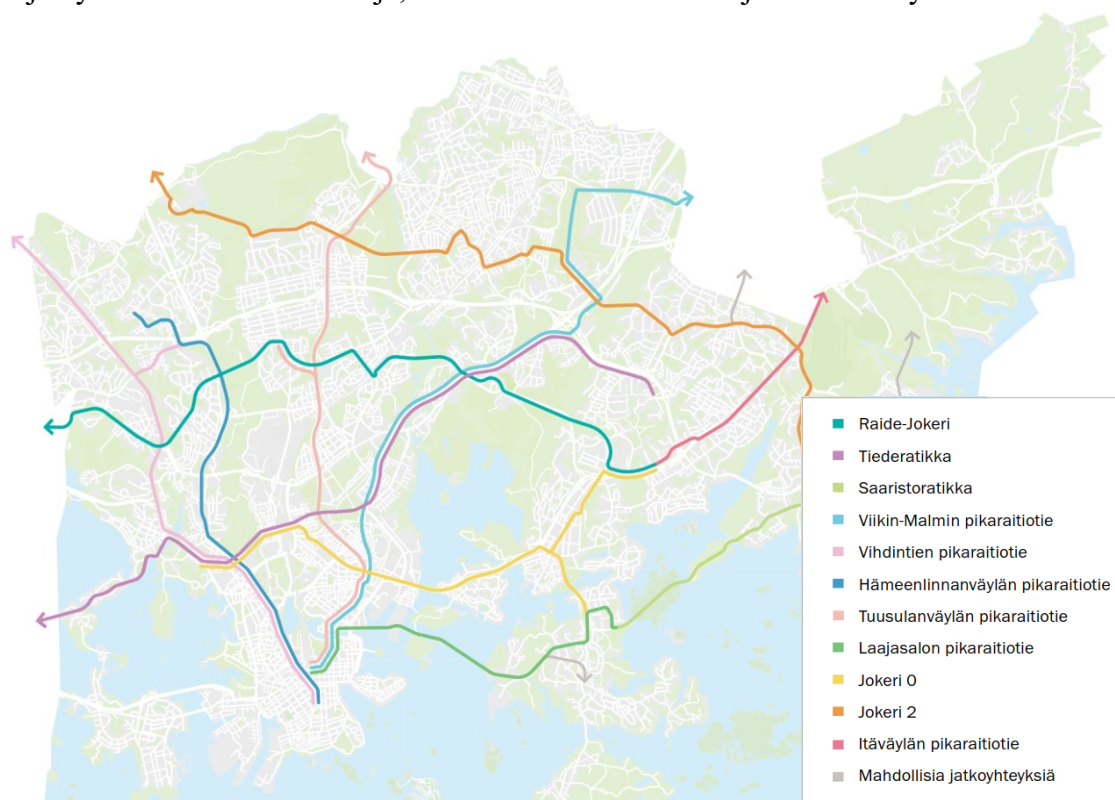 Raide-Jokeri
Tiederatikka
Saaristoratikka
Viikin-Malmin pikaraitiotie
Vihdintien pikaraitiotie
Hämeenlinnanväylän pikaraitiotie
Tuusulanväylän pikaraitiotie
Laajasalon pikaraitiotie
Jokeri 0
Jokeri 2
Itäväylän pikaraitiotie
Mahdollisia jatkoyhteyksiä